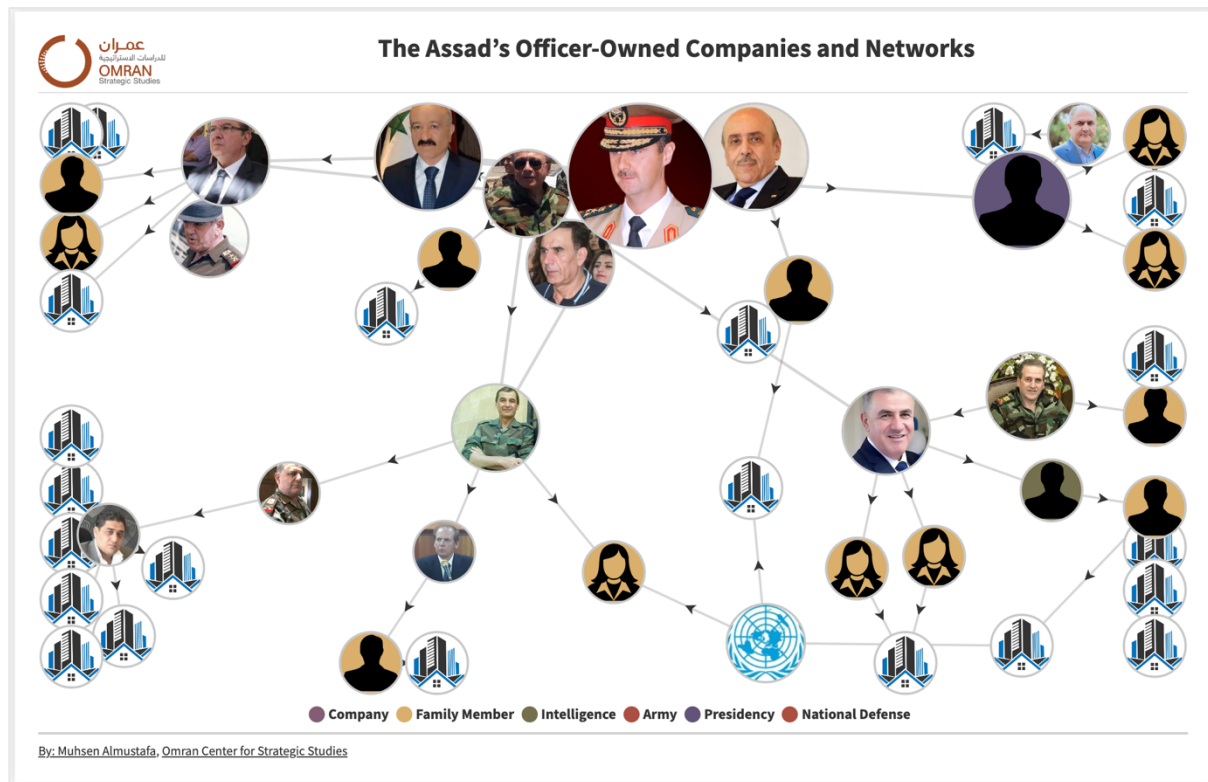 عمران
للدراسات الاستراتيجية
OMRAN
Strategic Studies
The Assad’s Officer-Owned Companies and Networks
Company Family Member Intelligence Army Presidency National Defense
By: Muhsen Almustafa, Omran Center for Strategic Studies